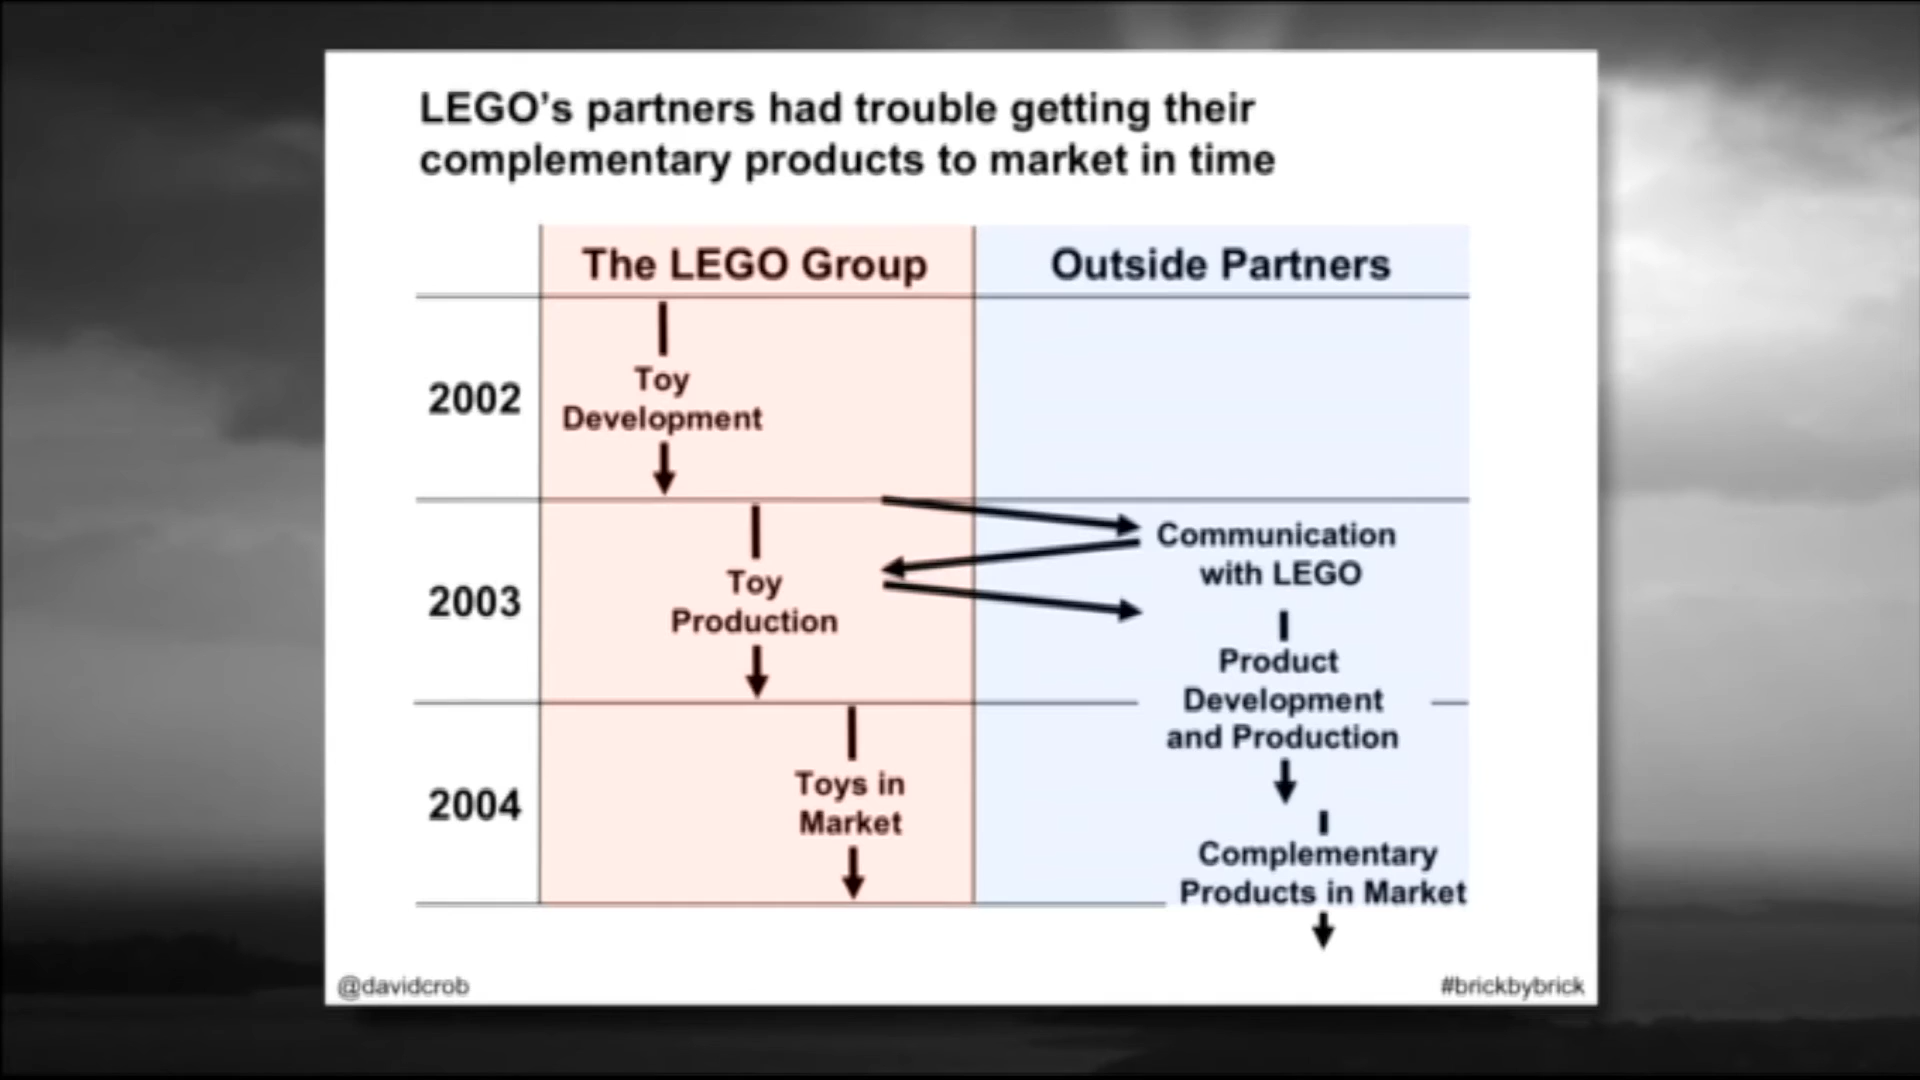 LEGO's partners had trouble getting their
complementary products to market in time
The LEGO Group
Outside Partners
2002
Toy
Development
2003
Toy
Production
Communication
with LEGO
Product
Development
and Production
2004
Toys in
Market
Complementary
Products in Market
@davidcrob
#brickbybrick